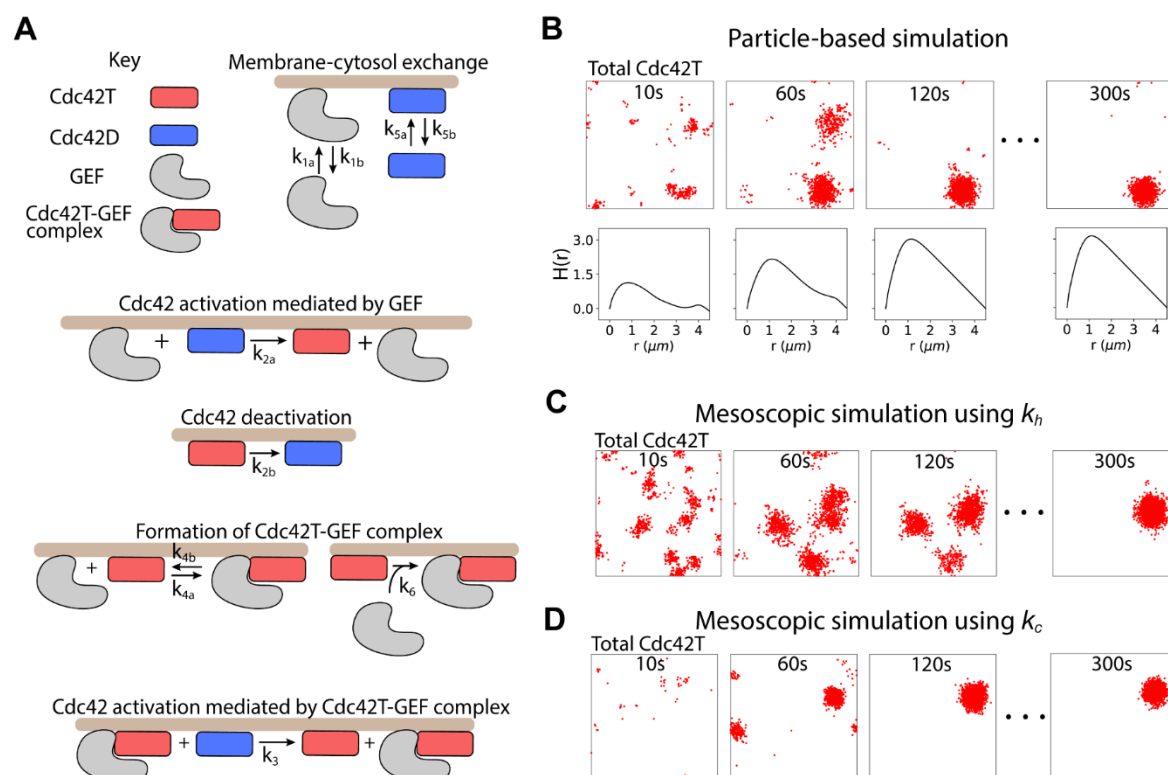 A
Key
Cdc42T
Cdc42D
GEF
Cdc42T-GEF
complex
Membrane-cytosol exchange
k1a
k1b
k5a
k5b
Cdc42 activation mediated by GEF
+
k2a
+
Cdc42 deactivation
k2b
Formation of Cdc42T-GEF complex
+
k4b
k4a
k6
Cdc42 activation mediated by Cdc42T-GEF complex
+
k3
+
B
Particle-based simulation
Total Cdc42T
10s
60s
120s
300s
• • •
H(r)
3.0
1.5
0.0
0 1 2 3 4
0 1 2 3 4
0 1 2 3 4
0 1 2 3 4
r (μm)
r (μm)
r (μm)
r (μm)
C
Mesoscopic simulation using kh
Total Cdc42T
10s
60s
120s
300s
• • •
D
Mesoscopic simulation using kc
Total Cdc42T
10s
60s
120s
300s
• • •